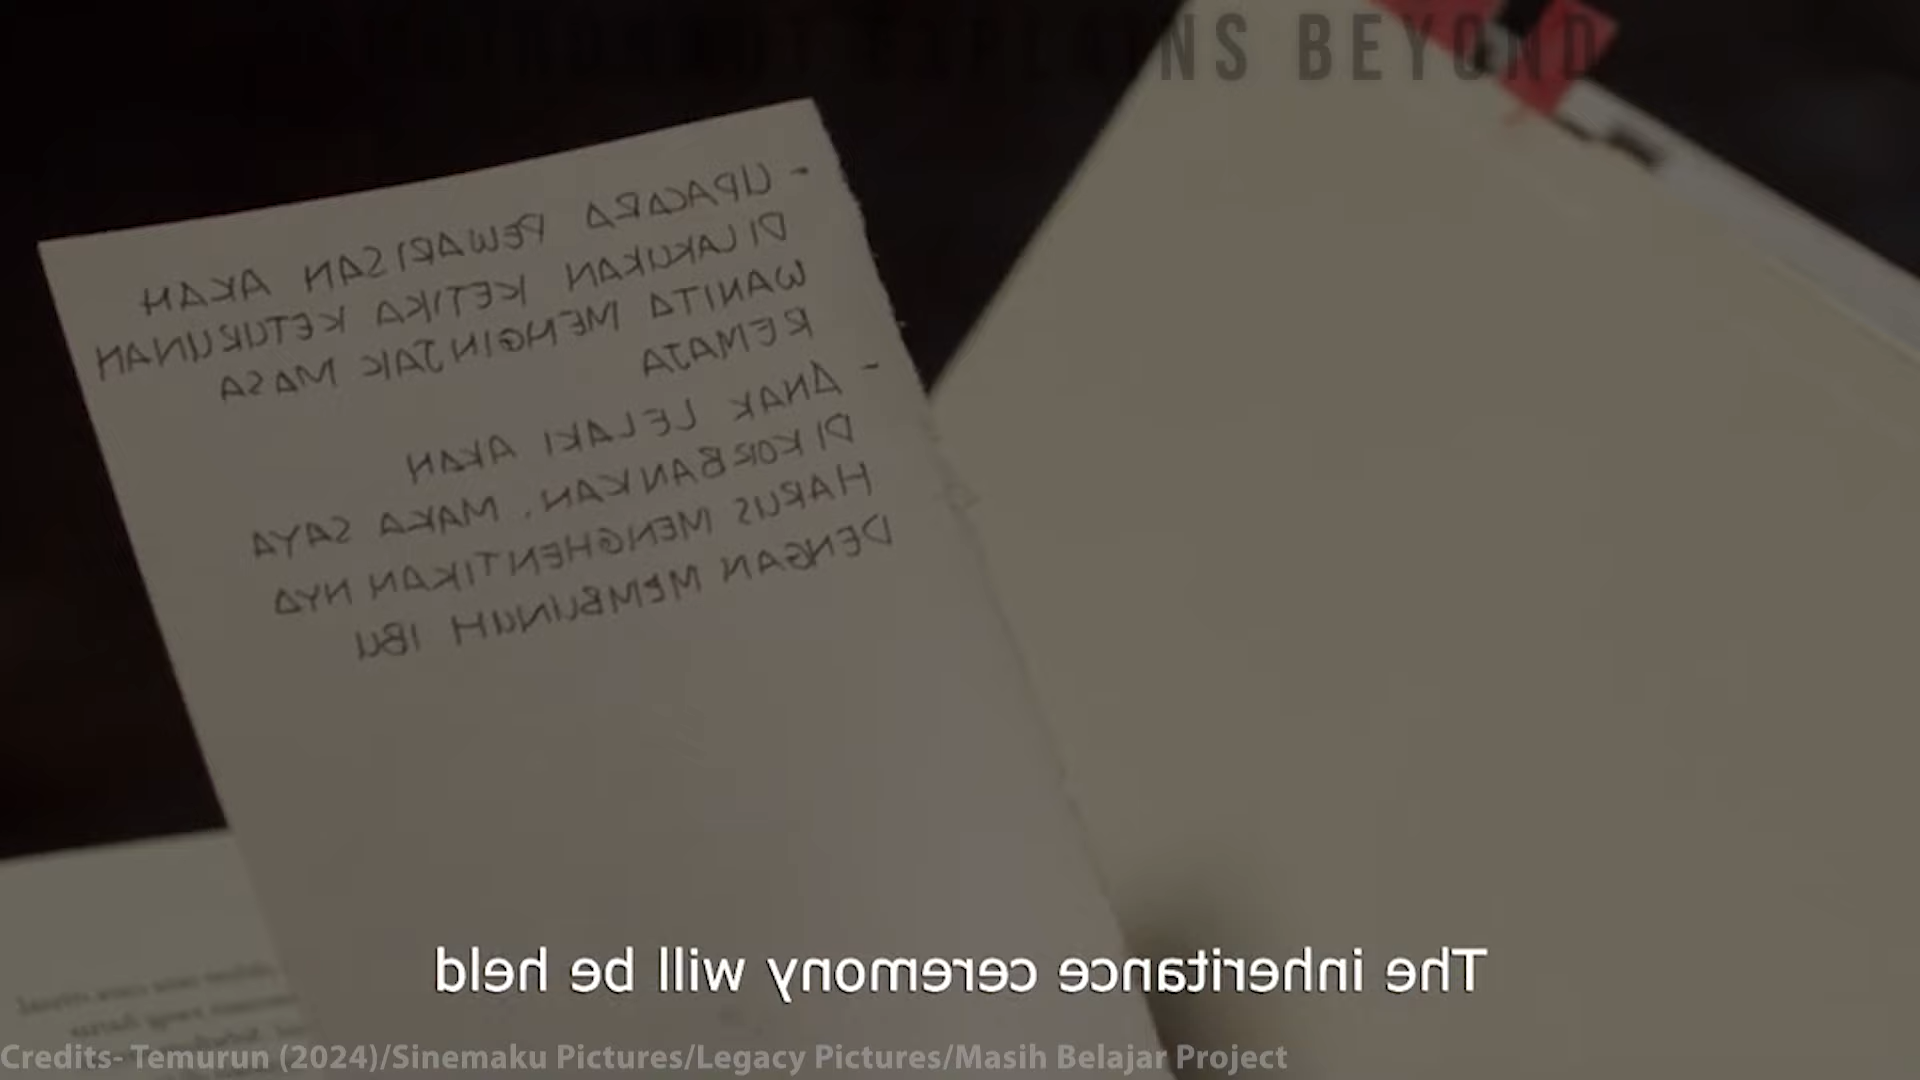 EXPLAINS BEYOND
- UPACARA PEWARISAN AKAN
DILAKUKAN KETIKA KETURUNAN
WANITA MENGINJAK MASA
REMAJA
- ANAK LELAKI AKAN
DIKORBANKAN, MAKA SAYA
HARUS MENGHENTIKAN NYA
DENGAN MEMBUNUH IBU
The inheritance ceremony will be held
Credits- Temurun (2024)/Sinemaku Pictures/Legacy Pictures/Masih Belajar Project